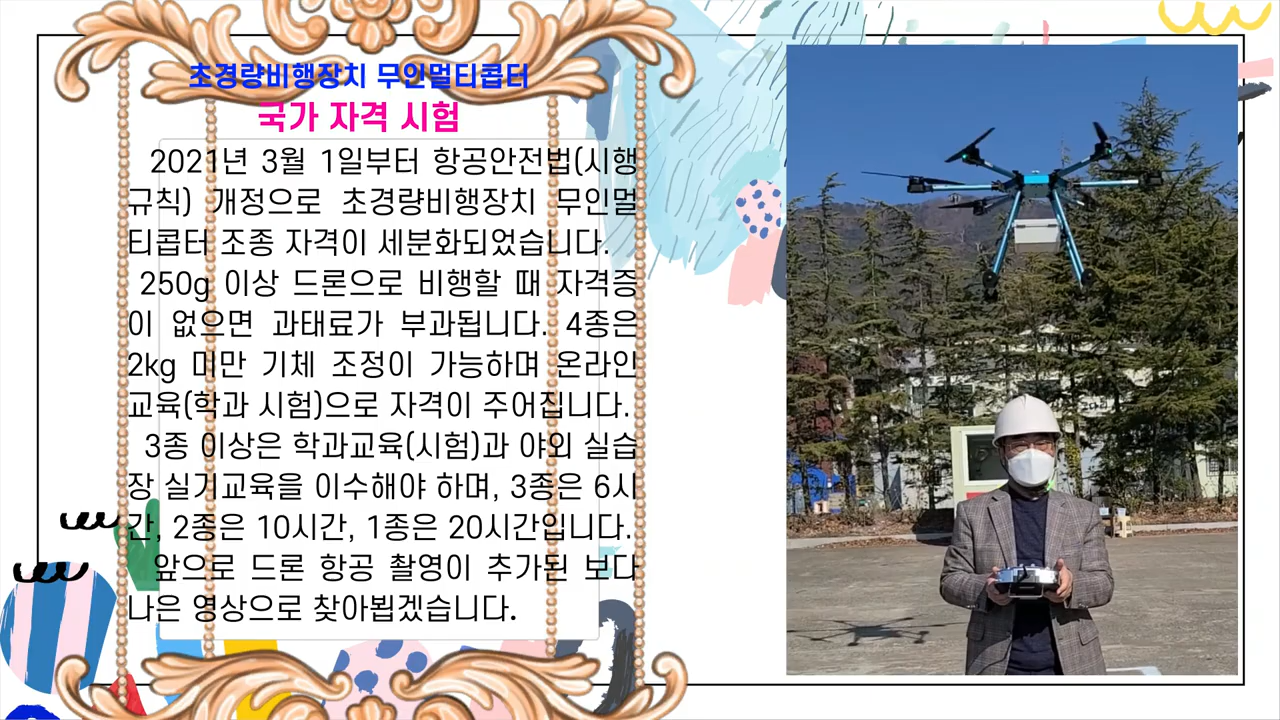 초경량비행장치 무인멀티콥터
국가 자격 시험
2021년 3월 1일부터 항공안전법(시행
규칙) 개정으로 초경량비행장치 무인멀
티콥터 조종 자격이 세분화되었습니다.
250g 이상 드론으로 비행할 때 자격증
이 없으면 과태료가 부과됩니다. 4종은
2kg 미만 기체 조정이 가능하며 온라인
교육(학과 시험)으로 자격이 주어집니다.
3종 이상은 학과교육(시험)과 야외 실습
장 실기교육을 이수해야 하며, 3종은 6시
간, 2종은 10시간, 1종은 20시간입니다.
앞으로 드론 항공 촬영이 추가된 보다
나은 영상으로 찾아뵙겠습니다.